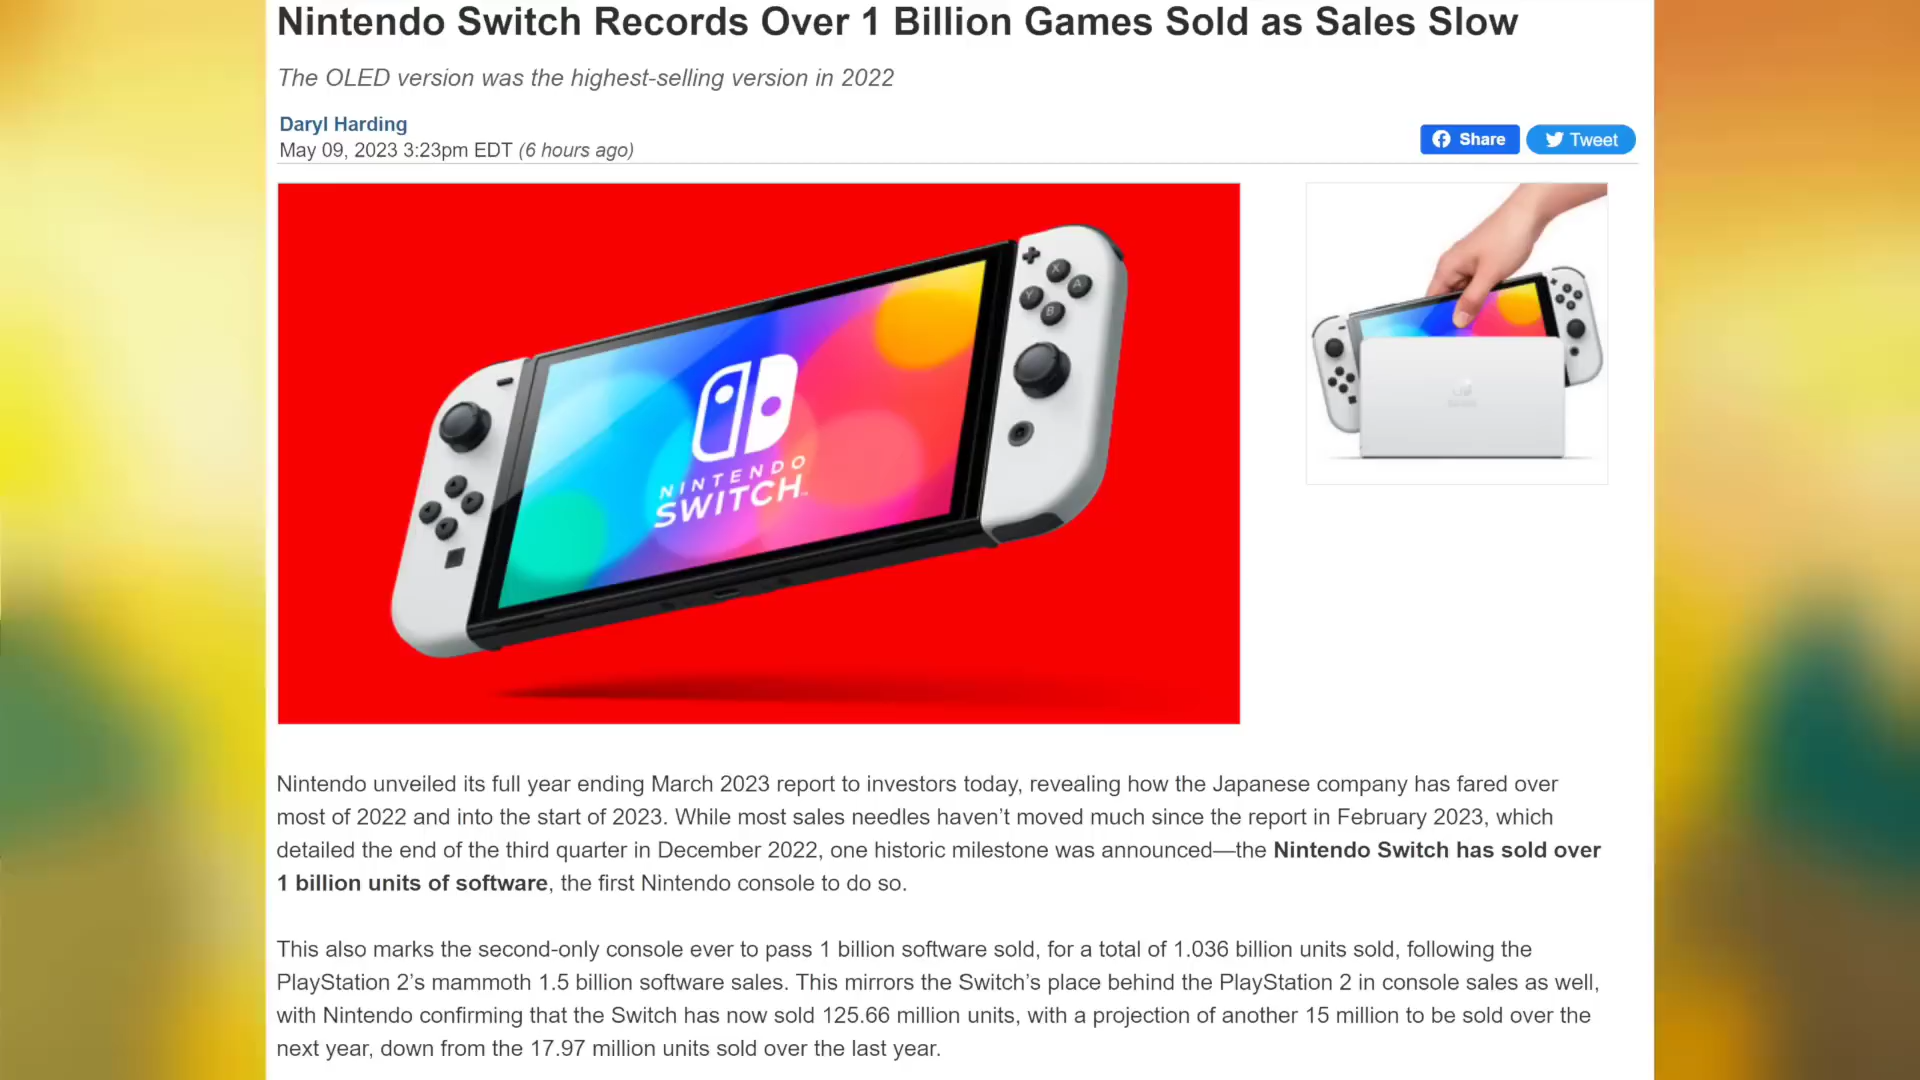 Nintendo Switch Records Over 1 Billion Games Sold as Sales Slow
The OLED version was the highest-selling version in 2022
Daryl Harding
May 09, 2023 3:23pm EDT (6 hours ago)
Share
Tweet
X
Y
A
B
NINTENDO
SWITCH™
Nintendo unveiled its full year ending March 2023 report to investors today, revealing how the Japanese company has fared over
most of 2022 and into the start of 2023. While most sales needles haven’t moved much since the report in February 2023, which
detailed the end of the third quarter in December 2022, one historic milestone was announced—the Nintendo Switch has sold over
1 billion units of software, the first Nintendo console to do so.
This also marks the second-only console ever to pass 1 billion software sold, for a total of 1.036 billion units sold, following the
PlayStation 2’s mammoth 1.5 billion software sales. This mirrors the Switch’s place behind the PlayStation 2 in console sales as well,
with Nintendo confirming that the Switch has now sold 125.66 million units, with a projection of another 15 million to be sold over the
next year, down from the 17.97 million units sold over the last year.